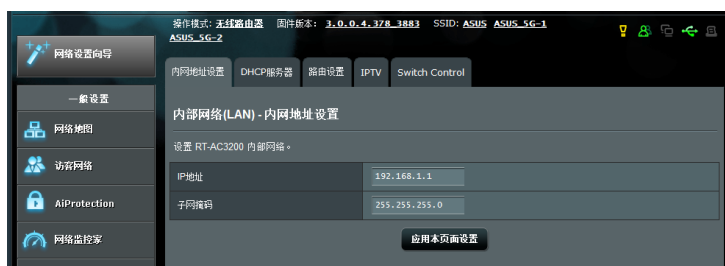 操作模式: 无线路由器 固件版本: 3.0.0.4.378_3883 SSID: ASUS ASUS_5G-1
ASUS_5G-2
网络设置向导
内网地址设置 DHCP服务器 路由设置 IPTV Switch Control
一般设置
内部网络(LAN) - 内网地址设置
网络地图
设置 RT-AC3200 内部网络。
访客网络
IP地址 192.168.1.1
AiProtection
子网掩码 255.255.255.0
网络监控家
应用本页面设置